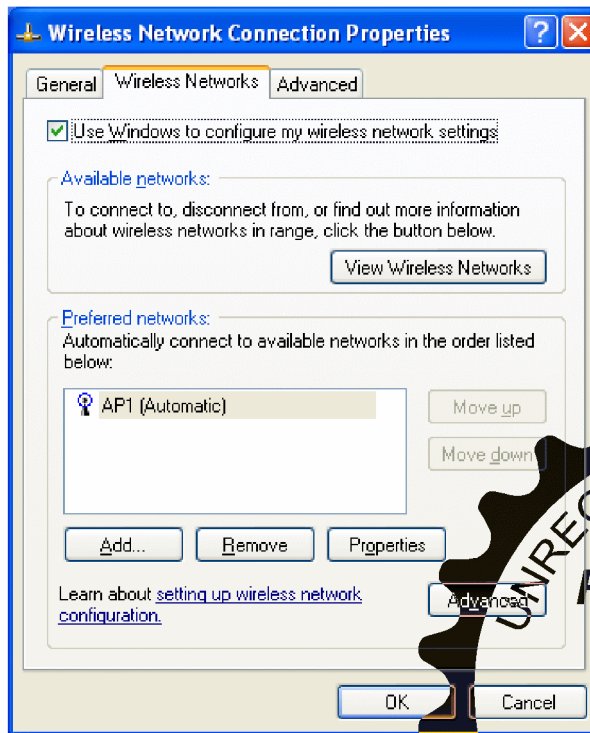 Wireless Network Connection Properties
General Wireless Networks Advanced
Use Windows to configure my wireless network settings
Available networks:
To connect to, disconnect from, or find out more information
about wireless networks in range, click the button below.
View Wireless Networks
Preferred networks:
Automatically connect to available networks in the order listed
below:
AP1 (Automatic)
Move up
Move down
Add... Remove Properties
Learn about setting up wireless network
configuration.
Advanced
OK Cancel